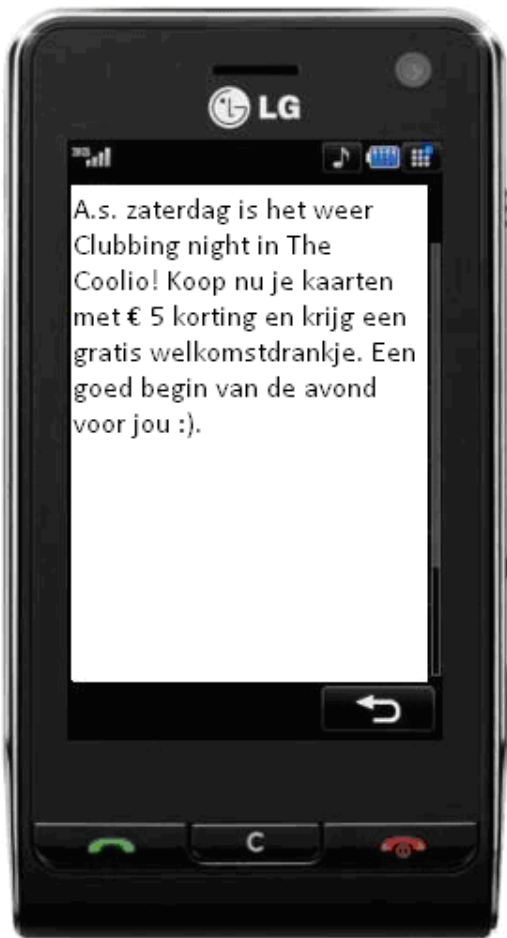 LG
3G
A.s. zaterdag is het weer
Clubbing night in The
Coolio! Koop nu je kaarten
met € 5 korting en krijg een
gratis welkomstdrankje. Een
goed begin van de avond
voor jou :).
C